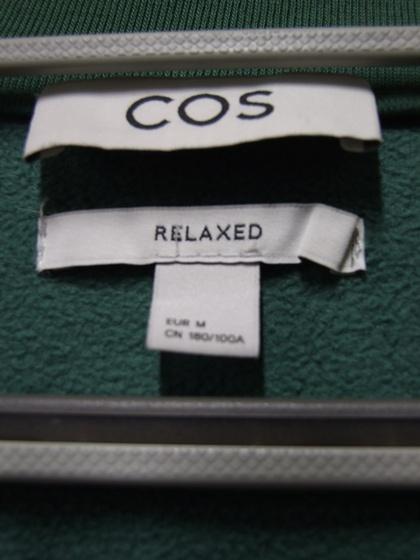 COS
RELAXED
EUR M
CN 180/100A